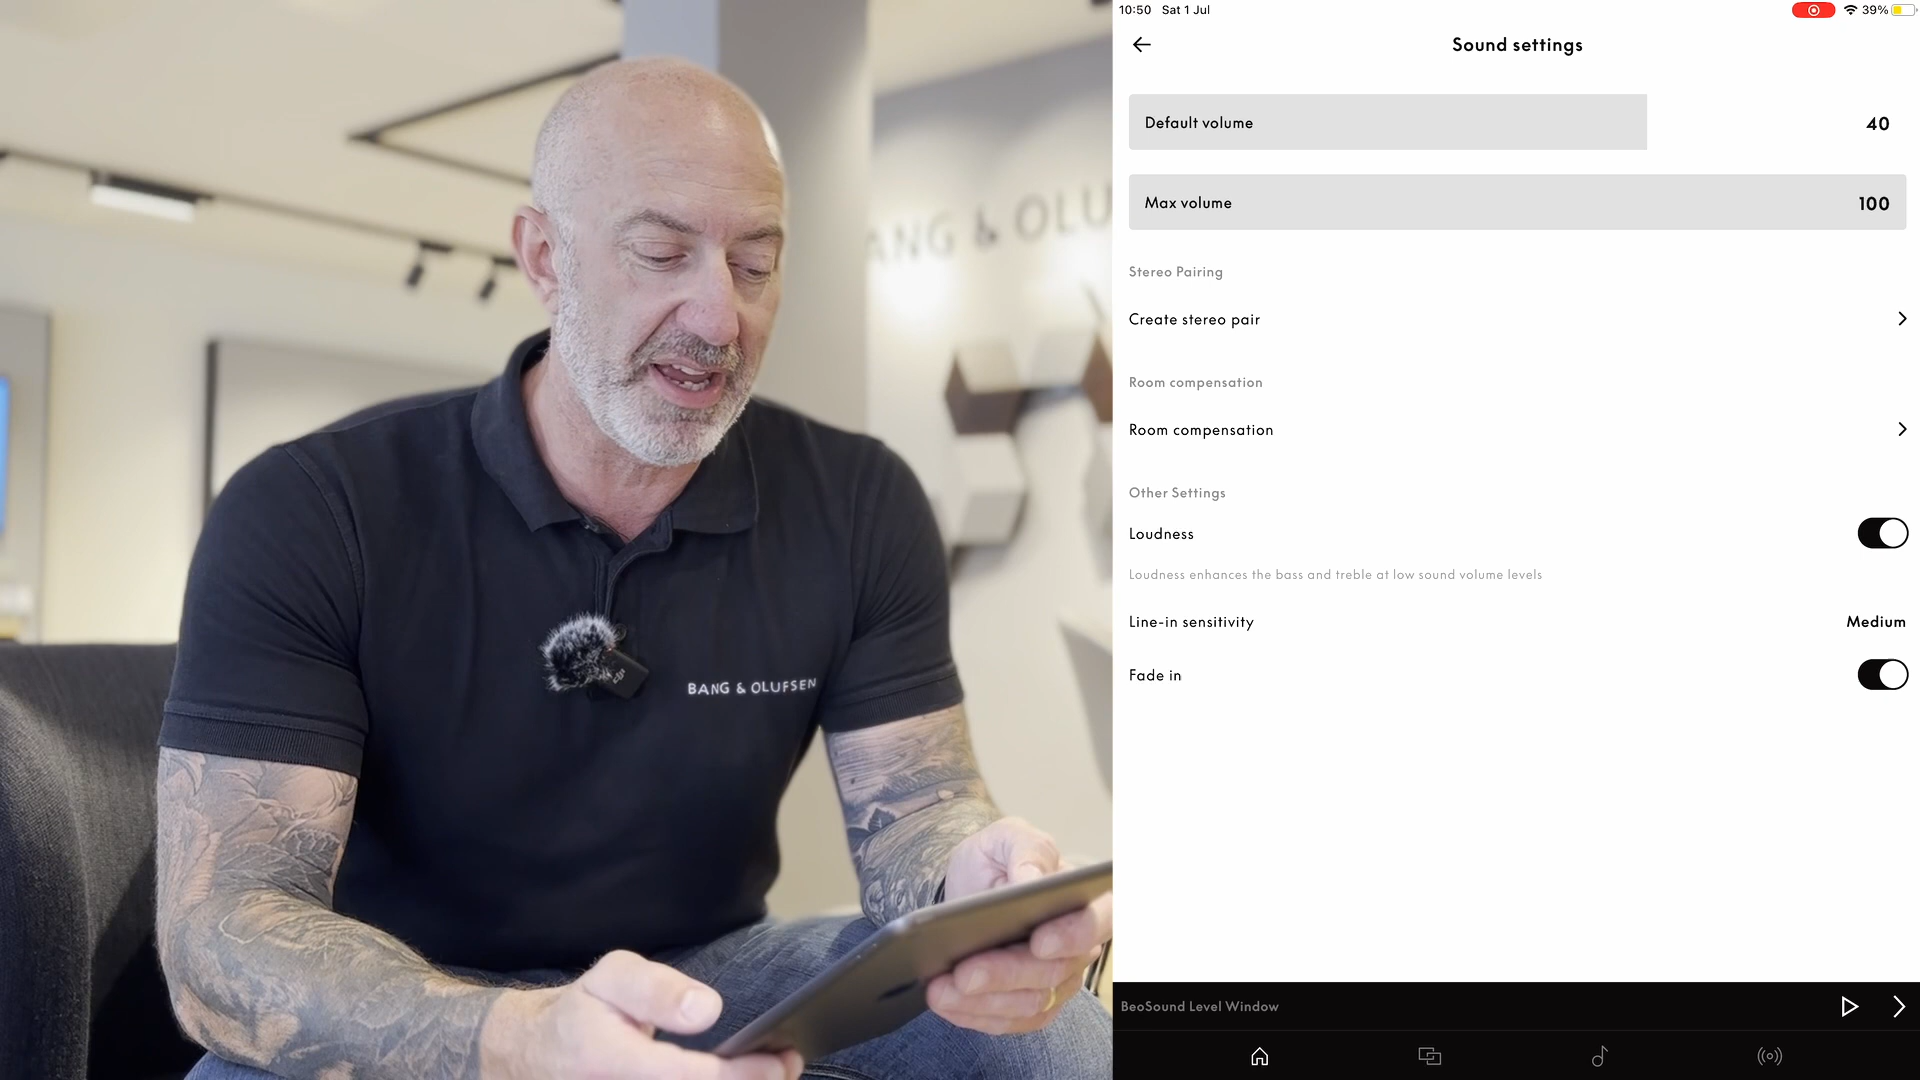 10:50 Sat 1 Jul
39%
Sound settings
Default volume 40
Max volume 100
Stereo Pairing
Create stereo pair
Room compensation
Room compensation
Other Settings
Loudness
Loudness enhances the bass and treble at low sound volume levels
Line-in sensitivity Medium
Fade in
BeoSound Level Window
ANG & OLU
BANG & OLUFSEN
dji